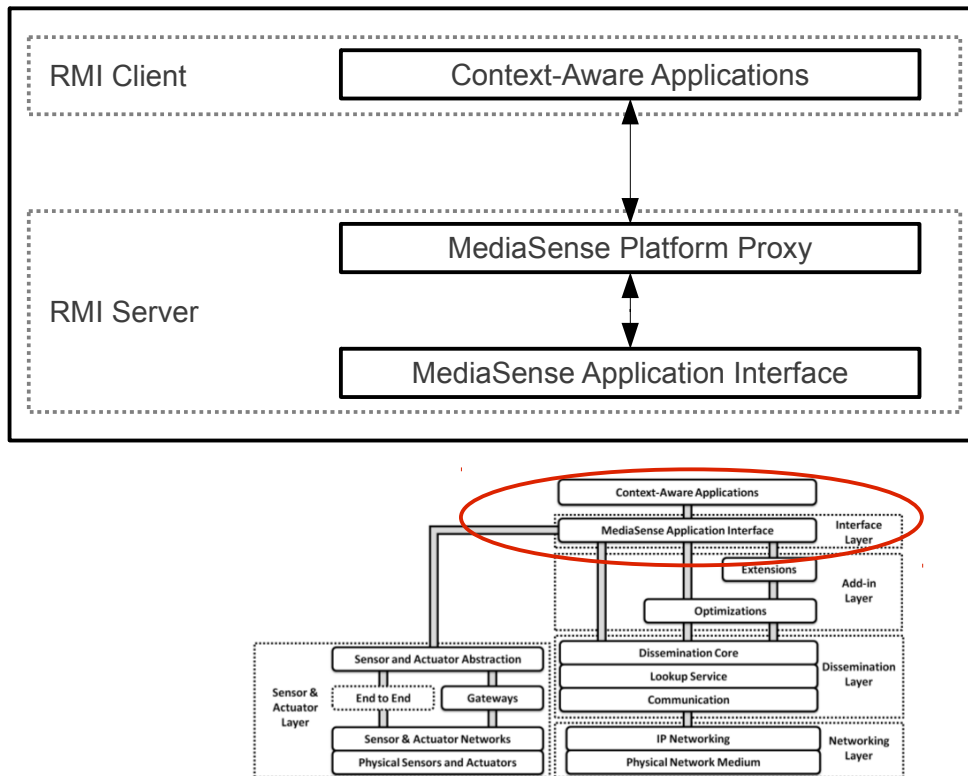 RMI Client
Context-Aware Applications
MediaSense Platform Proxy
RMI Server
MediaSense Application Interface
Context-Aware Applications
MediaSense Application Interface
Interface
Layer
Extensions
Add-in
Layer
Optimizations
Sensor and Actuator Abstraction
Dissemination Core
Sensor &
Actuator
Layer
End to End
Gateways
Lookup Service
Dissemination
Layer
Communication
Sensor & Actuator Networks
IP Networking
Networking
Layer
Physical Sensors and Actuators
Physical Network Medium